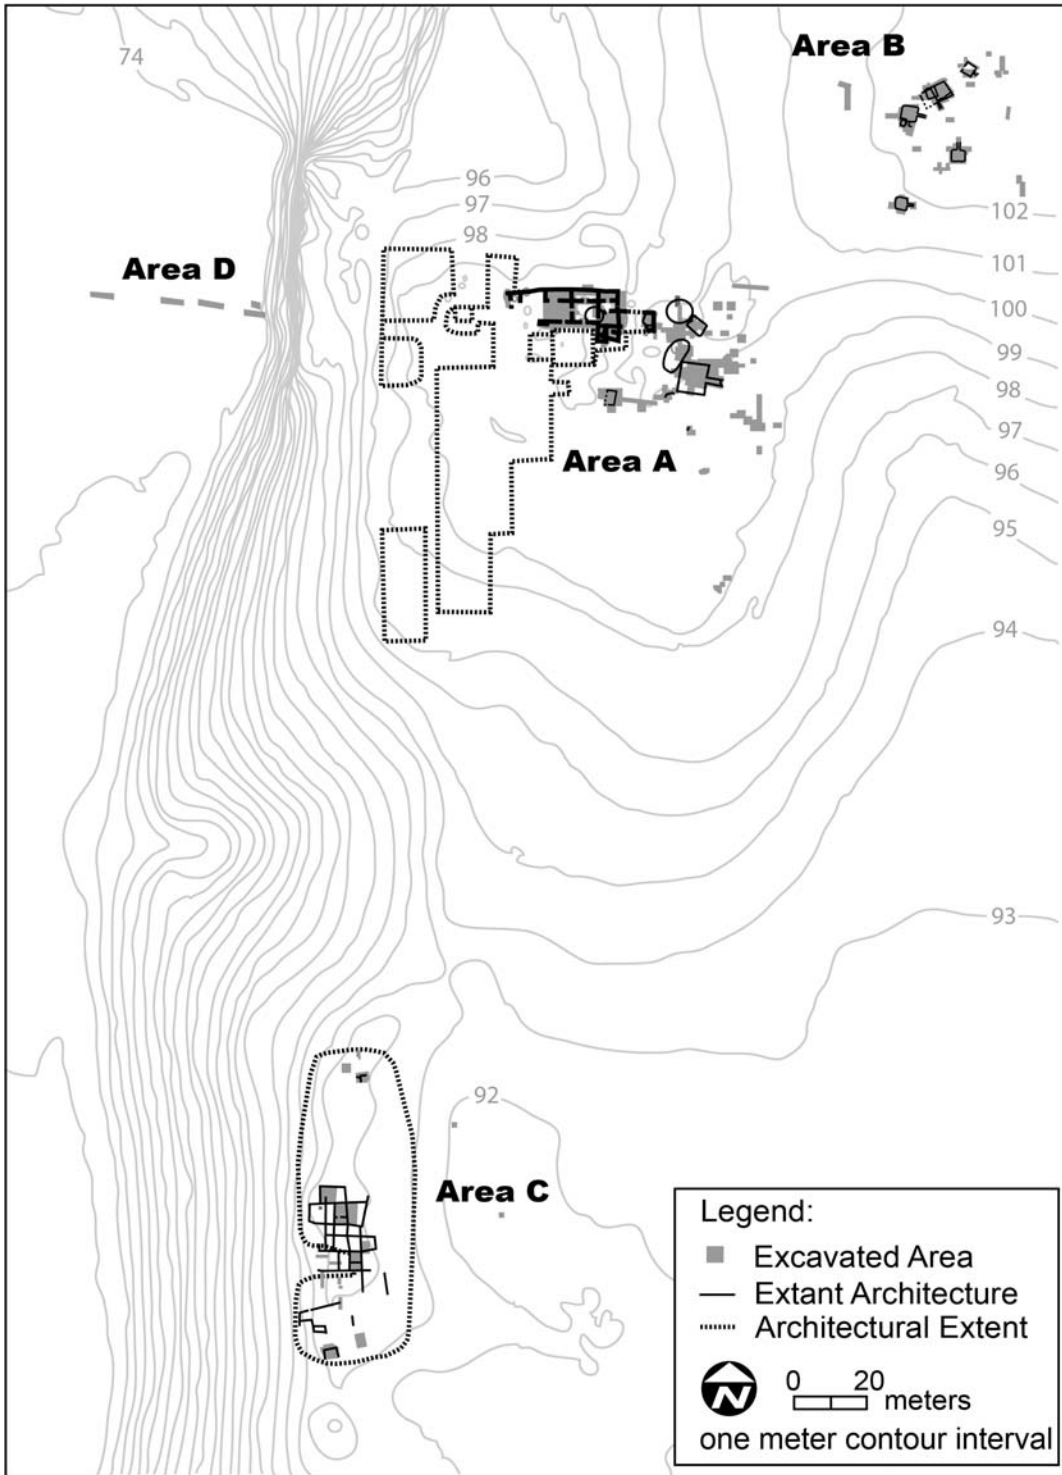 Area B
74
96
97
98
102
101
100
99
98
97
96
95
94
93
92
Area D
Area A
Area C
Legend:
Excavated Area
Extant Architecture
Architectural Extent
N
0 20
meters
one meter contour interval